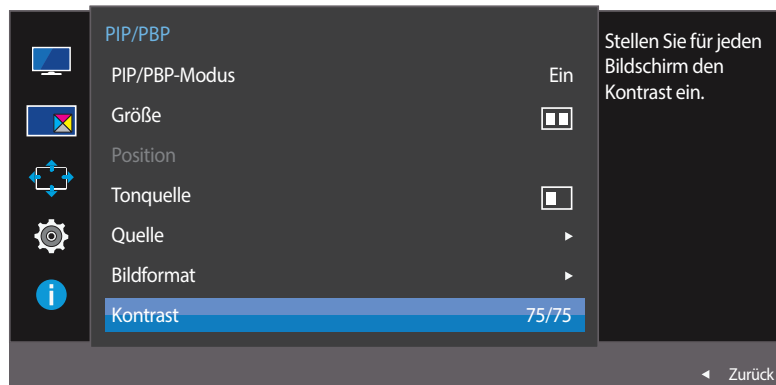 PIP/PBP
PIP/PBP-Modus Ein
Größe
Position
Tonquelle
Quelle
Bildformat
Kontrast 75/75
Stellen Sie für jeden
Bildschirm den
Kontrast ein.
Zurück